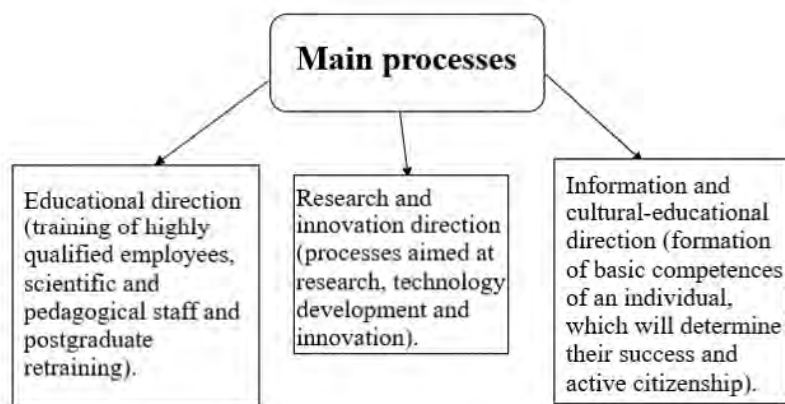 Main processes
Educational direction
(training of highly
qualified employees,
scientific and
pedagogical staff and
postgraduate
retraining).
Research and
innovation direction
(processes aimed at
research, technology
development and
innovation).
Information and
cultural-educational
direction (formation
of basic competences
of an individual,
which will determine
their success and
active citizenship).